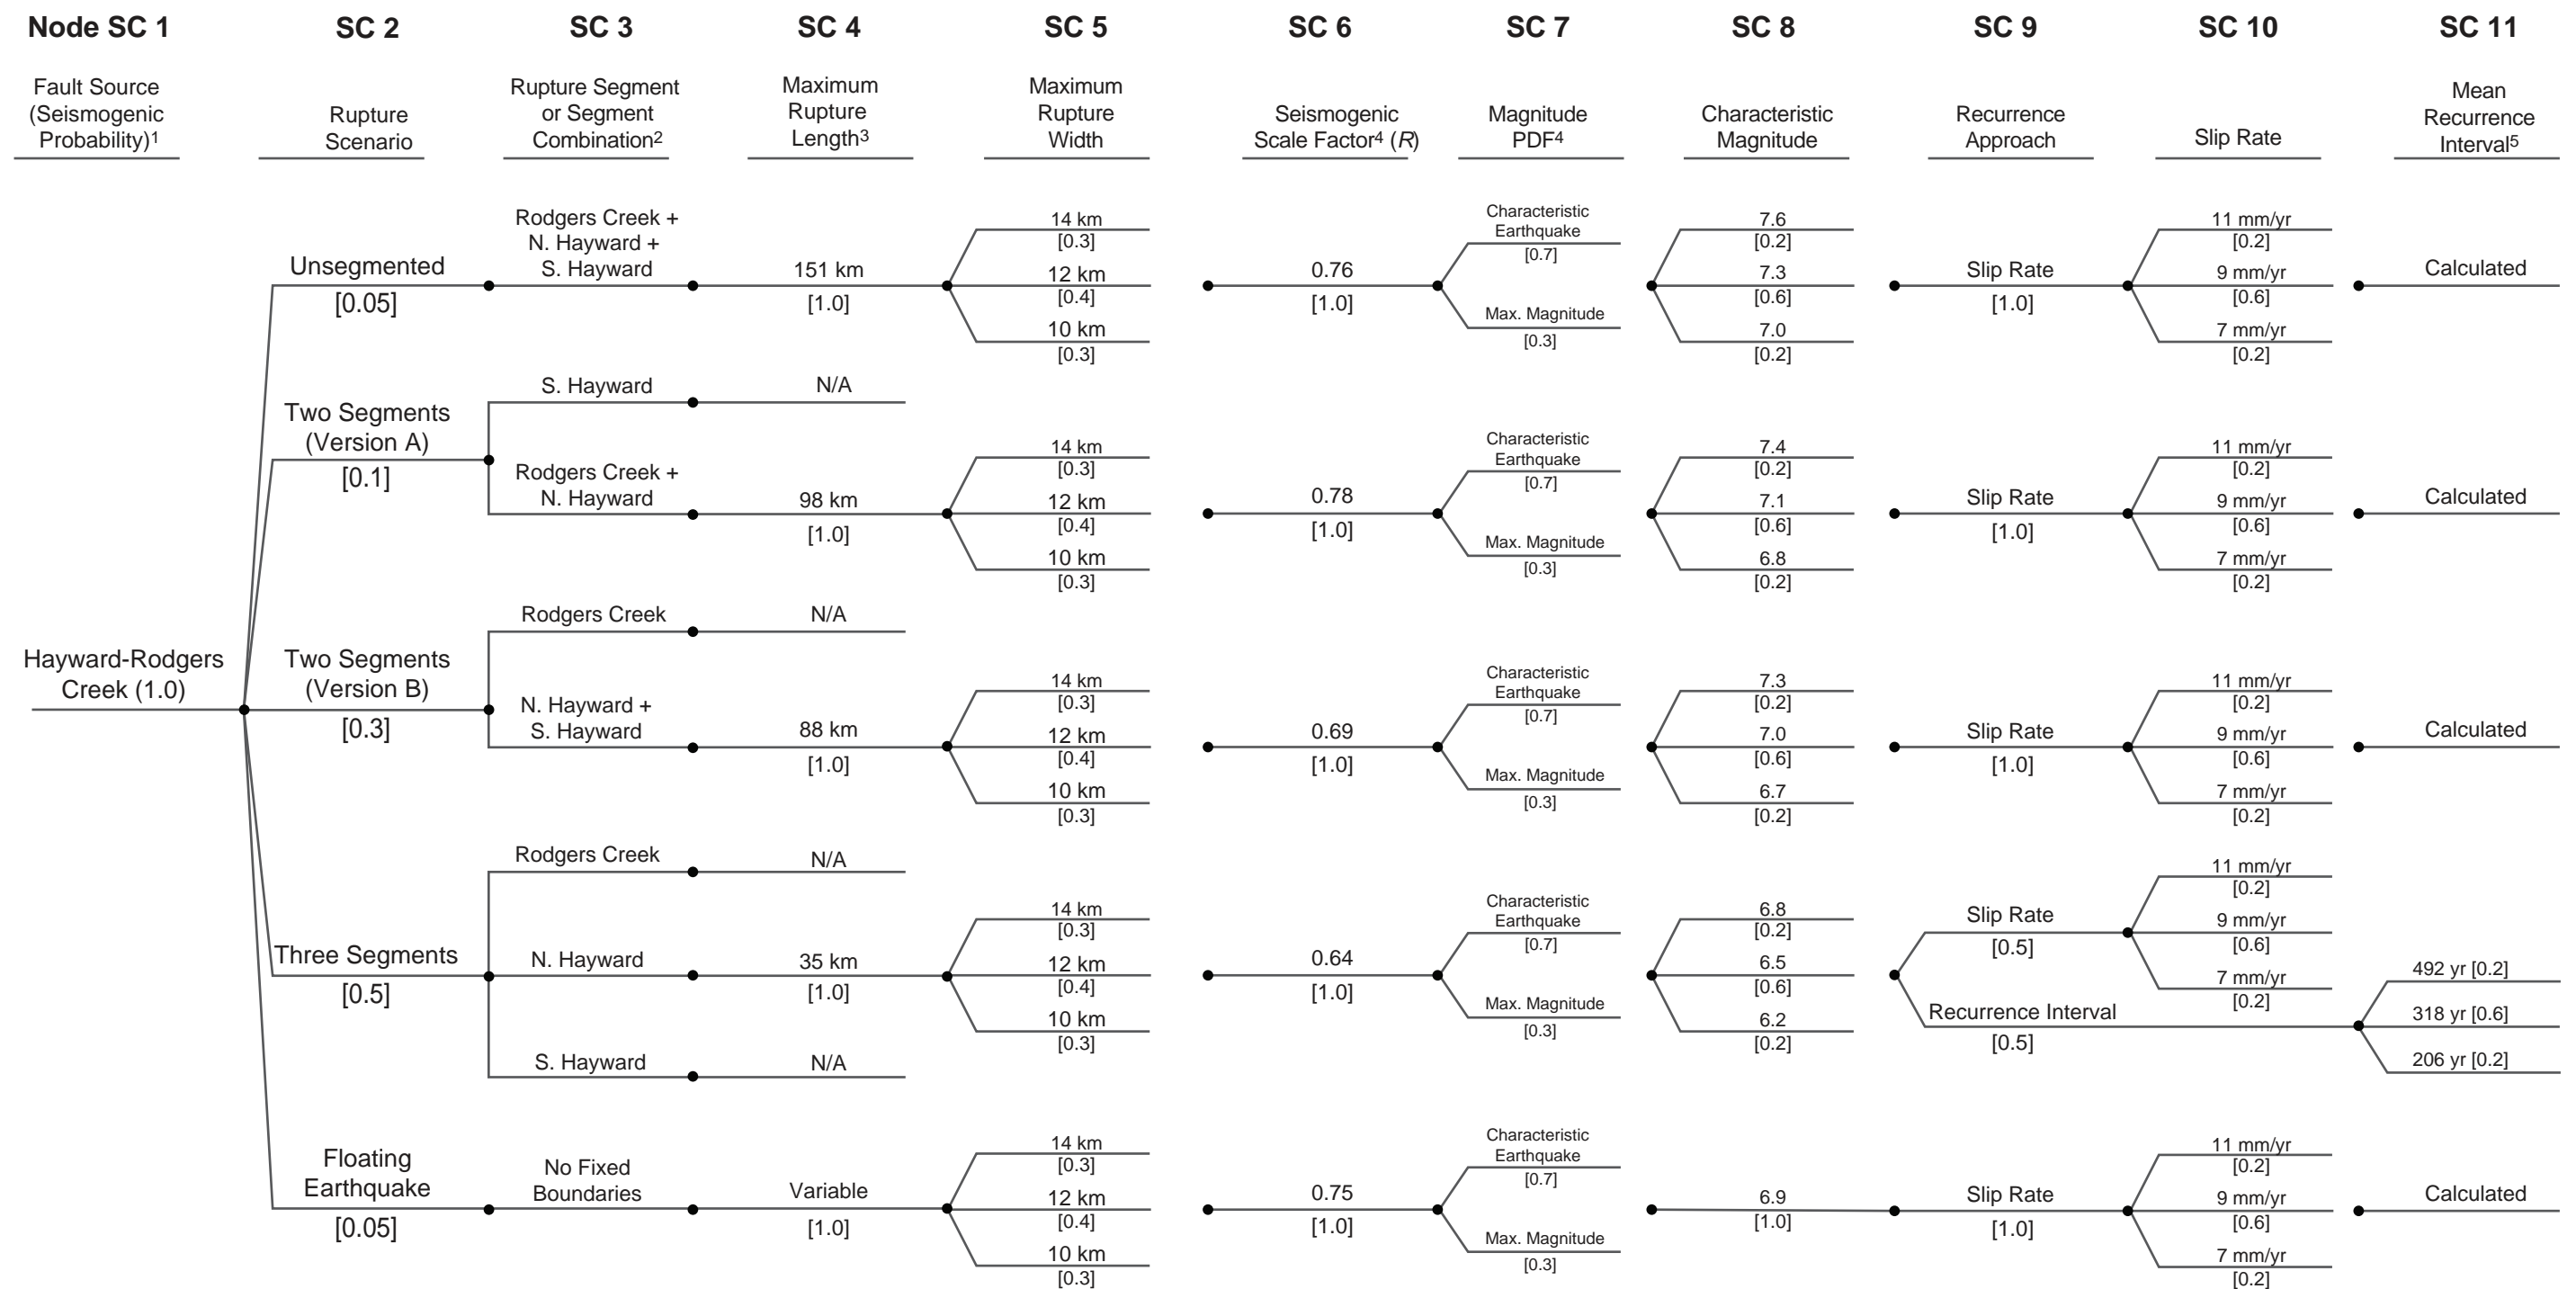 Node SC 1
SC 2
SC 3
SC 4
SC 5
SC 6
SC 7
SC 8
SC 9
SC 10
SC 11
Fault Source
(Seismogenic
Probability)1
Rupture
Scenario
Rupture Segment
or Segment
Combination2
Maximum
Rupture
Length3
Maximum
Rupture
Width
Seismogenic
Scale Factor4 (R)
Magnitude
PDF4
Characteristic
Magnitude
Recurrence
Approach
Slip Rate
Mean
Recurrence
Interval5
Hayward-Rodgers
Creek (1.0)
Unsegmented
[0.05]
Rodgers Creek +
N. Hayward +
S. Hayward
151 km
[1.0]
14 km
[0.3]
12 km
[0.4]
10 km
[0.3]
0.76
[1.0]
Characteristic
Earthquake
[0.7]
Max. Magnitude
[0.3]
7.6
[0.2]
7.3
[0.6]
7.0
[0.2]
Slip Rate
[1.0]
11 mm/yr
[0.2]
9 mm/yr
[0.6]
7 mm/yr
[0.2]
Calculated
Two Segments
(Version A)
[0.1]
S. Hayward
N/A
Rodgers Creek +
N. Hayward
98 km
[1.0]
14 km
[0.3]
12 km
[0.4]
10 km
[0.3]
0.78
[1.0]
Characteristic
Earthquake
[0.7]
Max. Magnitude
[0.3]
7.4
[0.2]
7.1
[0.6]
6.8
[0.2]
Slip Rate
[1.0]
11 mm/yr
[0.2]
9 mm/yr
[0.6]
7 mm/yr
[0.2]
Calculated
Two Segments
(Version B)
[0.3]
Rodgers Creek
N/A
N. Hayward +
S. Hayward
88 km
[1.0]
14 km
[0.3]
12 km
[0.4]
10 km
[0.3]
0.69
[1.0]
Characteristic
Earthquake
[0.7]
Max. Magnitude
[0.3]
7.3
[0.2]
7.0
[0.6]
6.7
[0.2]
Slip Rate
[1.0]
11 mm/yr
[0.2]
9 mm/yr
[0.6]
7 mm/yr
[0.2]
Calculated
Three Segments
[0.5]
Rodgers Creek
N/A
N. Hayward
35 km
[1.0]
S. Hayward
N/A
14 km
[0.3]
12 km
[0.4]
10 km
[0.3]
0.64
[1.0]
Characteristic
Earthquake
[0.7]
Max. Magnitude
[0.3]
6.8
[0.2]
6.5
[0.6]
6.2
[0.2]
Slip Rate
[0.5]
11 mm/yr
[0.2]
9 mm/yr
[0.6]
7 mm/yr
[0.2]
Recurrence Interval
[0.5]
492 yr [0.2]
318 yr [0.6]
206 yr [0.2]
Floating
Earthquake
[0.05]
No Fixed
Boundaries
Variable
[1.0]
14 km
[0.3]
12 km
[0.4]
10 km
[0.3]
0.75
[1.0]
Characteristic
Earthquake
[0.7]
Max. Magnitude
[0.3]
6.9
[1.0]
Slip Rate
[1.0]
11 mm/yr
[0.2]
9 mm/yr
[0.6]
7 mm/yr
[0.2]
Calculated